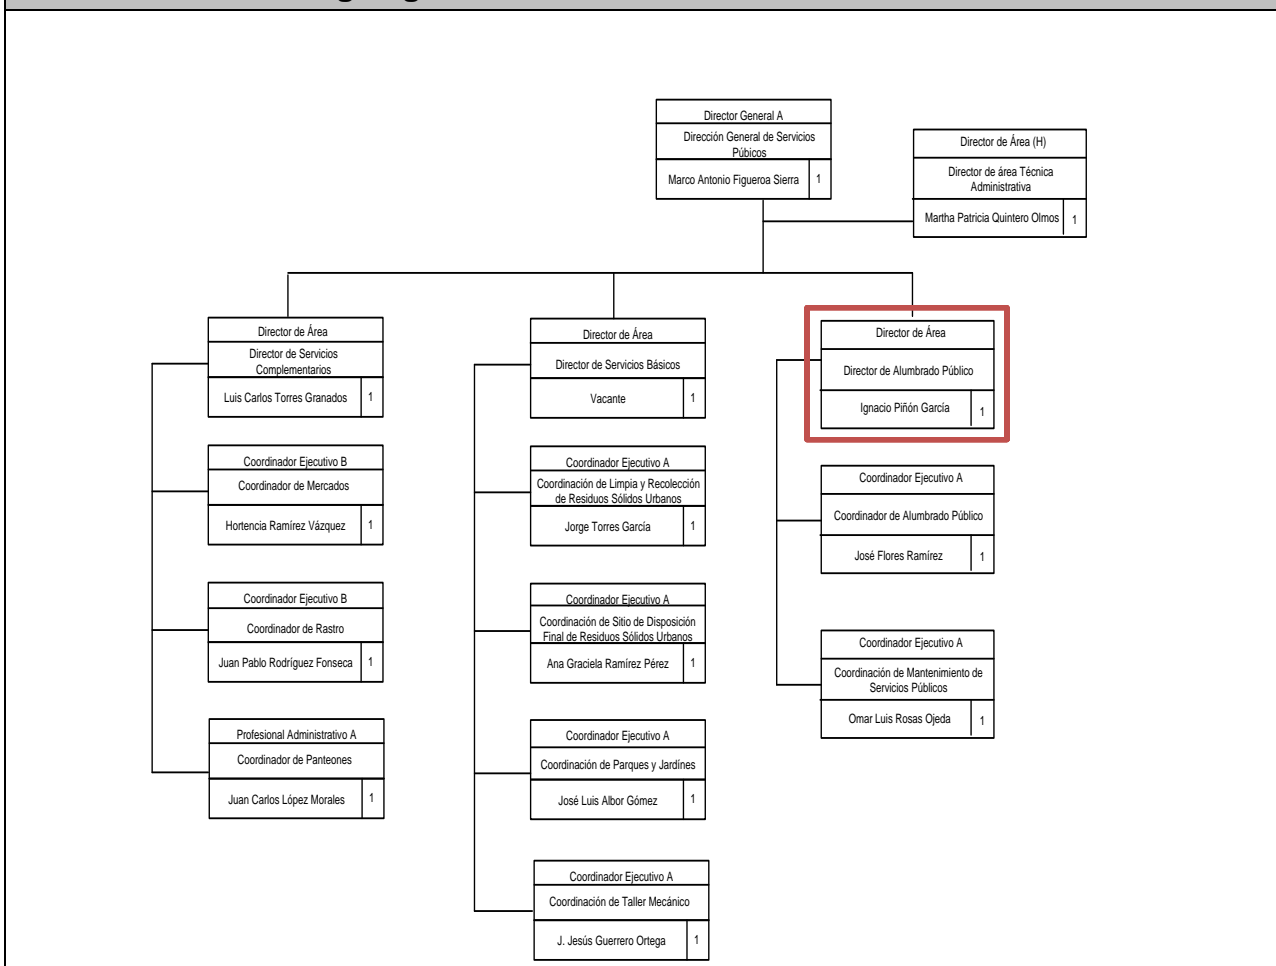 Director General A
Dirección General de Servicios
Púbicos
Marco Antonio Figueroa Sierra 1
Director de Área (H)
Director de área Técnica
Administrativa
Martha Patricia Quintero Olmos 1
Director de Área
Director de Servicios
Complementarios
Luis Carlos Torres Granados 1
Coordinador Ejecutivo B
Coordinador de Mercados
Hortencia Ramírez Vázquez 1
Coordinador Ejecutivo B
Coordinador de Rastro
Juan Pablo Rodríguez Fonseca 1
Profesional Administrativo A
Coordinador de Panteones
Juan Carlos López Morales 1
Director de Área
Director de Servicios Básicos
Vacante 1
Coordinador Ejecutivo A
Coordinación de Limpia y Recolección
de Residuos Sólidos Urbanos
Jorge Torres García 1
Coordinador Ejecutivo A
Coordinación de Sitio de Disposición
Final de Residuos Sólidos Urbanos
Ana Graciela Ramírez Pérez 1
Coordinador Ejecutivo A
Coordinación de Parques y Jardínes
José Luis Albor Gómez 1
Coordinador Ejecutivo A
Coordinación de Taller Mecánico
J. Jesús Guerrero Ortega 1
Director de Área
Director de Alumbrado Público
Ignacio Piñón García 1
Coordinador Ejecutivo A
Coordinador de Alumbrado Público
José Flores Ramírez 1
Coordinador Ejecutivo A
Coordinación de Mantenimiento de
Servicios Públicos
Omar Luis Rosas Ojeda 1